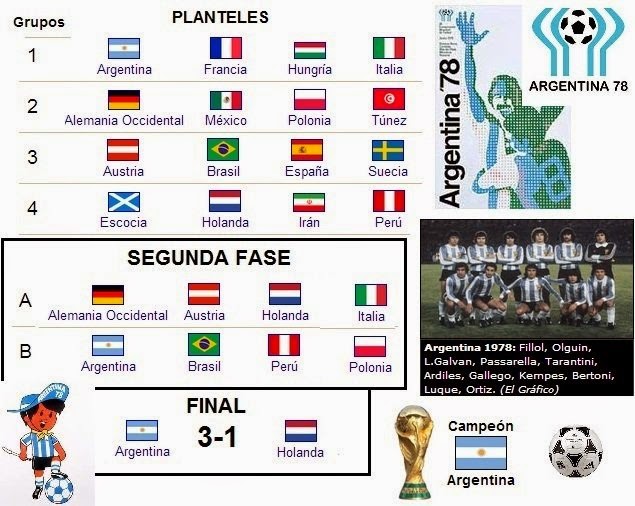 Grupos PLANTELES
1
Argentina Francia Hungría Italia
2
Alemania Occidental México Polonia Túnez
3
Austria Brasil España Suecia
4
Escocia Holanda Irán Perú
Argentina '78
ARGENTINA 78
SEGUNDA FASE
A
Alemania Occidental Austria Holanda Italia
B
Argentina Brasil Perú Polonia
Argentina 1978: Fillol, Olguin,
L.Galvan, Passarella, Tarantini,
Ardiles, Gallego, Kempes, Bertoni,
Luque, Ortiz. (El Gráfico)
ARGENTINA
78
FINAL
3-1
Argentina Holanda
Campeón
Argentina